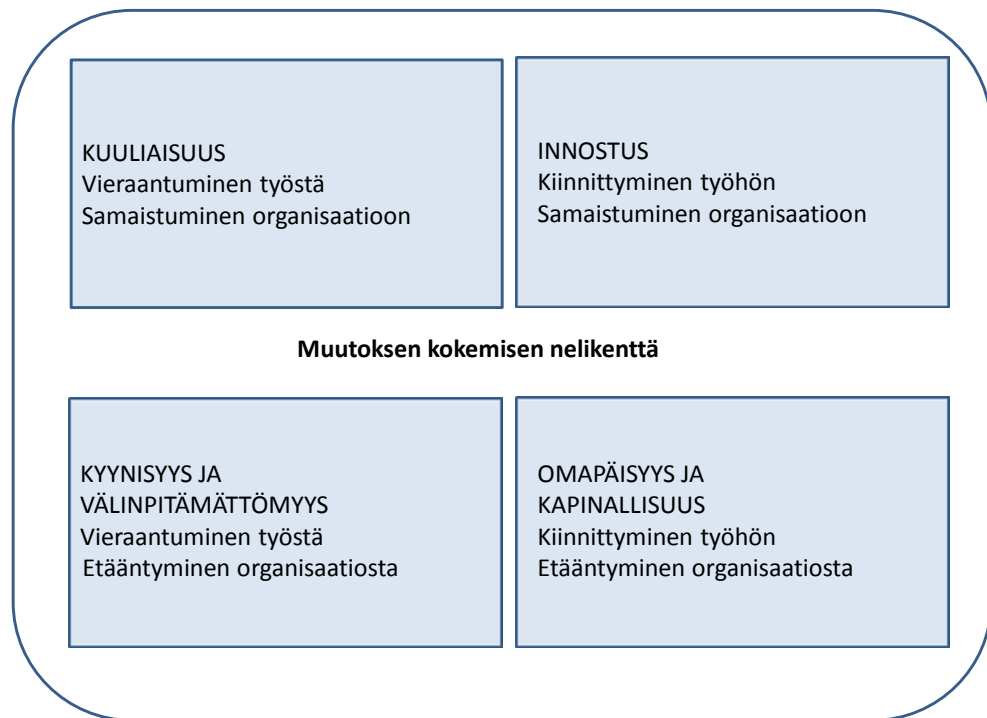 KUULIAISUUS
Vieraantuminen työstä
Samaistuminen organisaatioon
INNOSTUS
Kiinnittyminen työhön
Samaistuminen organisaatioon
Muutoksen kokemisen nelikenttä
KYYNISYYS JA
VÄLINPITÄMÄTTÖMYYS
Vieraantuminen työstä
Etääntyminen organisaatiosta
OMAPÄISYYS JA
KAPINALLISUUS
Kiinnittyminen työhön
Etääntyminen organisaatiosta